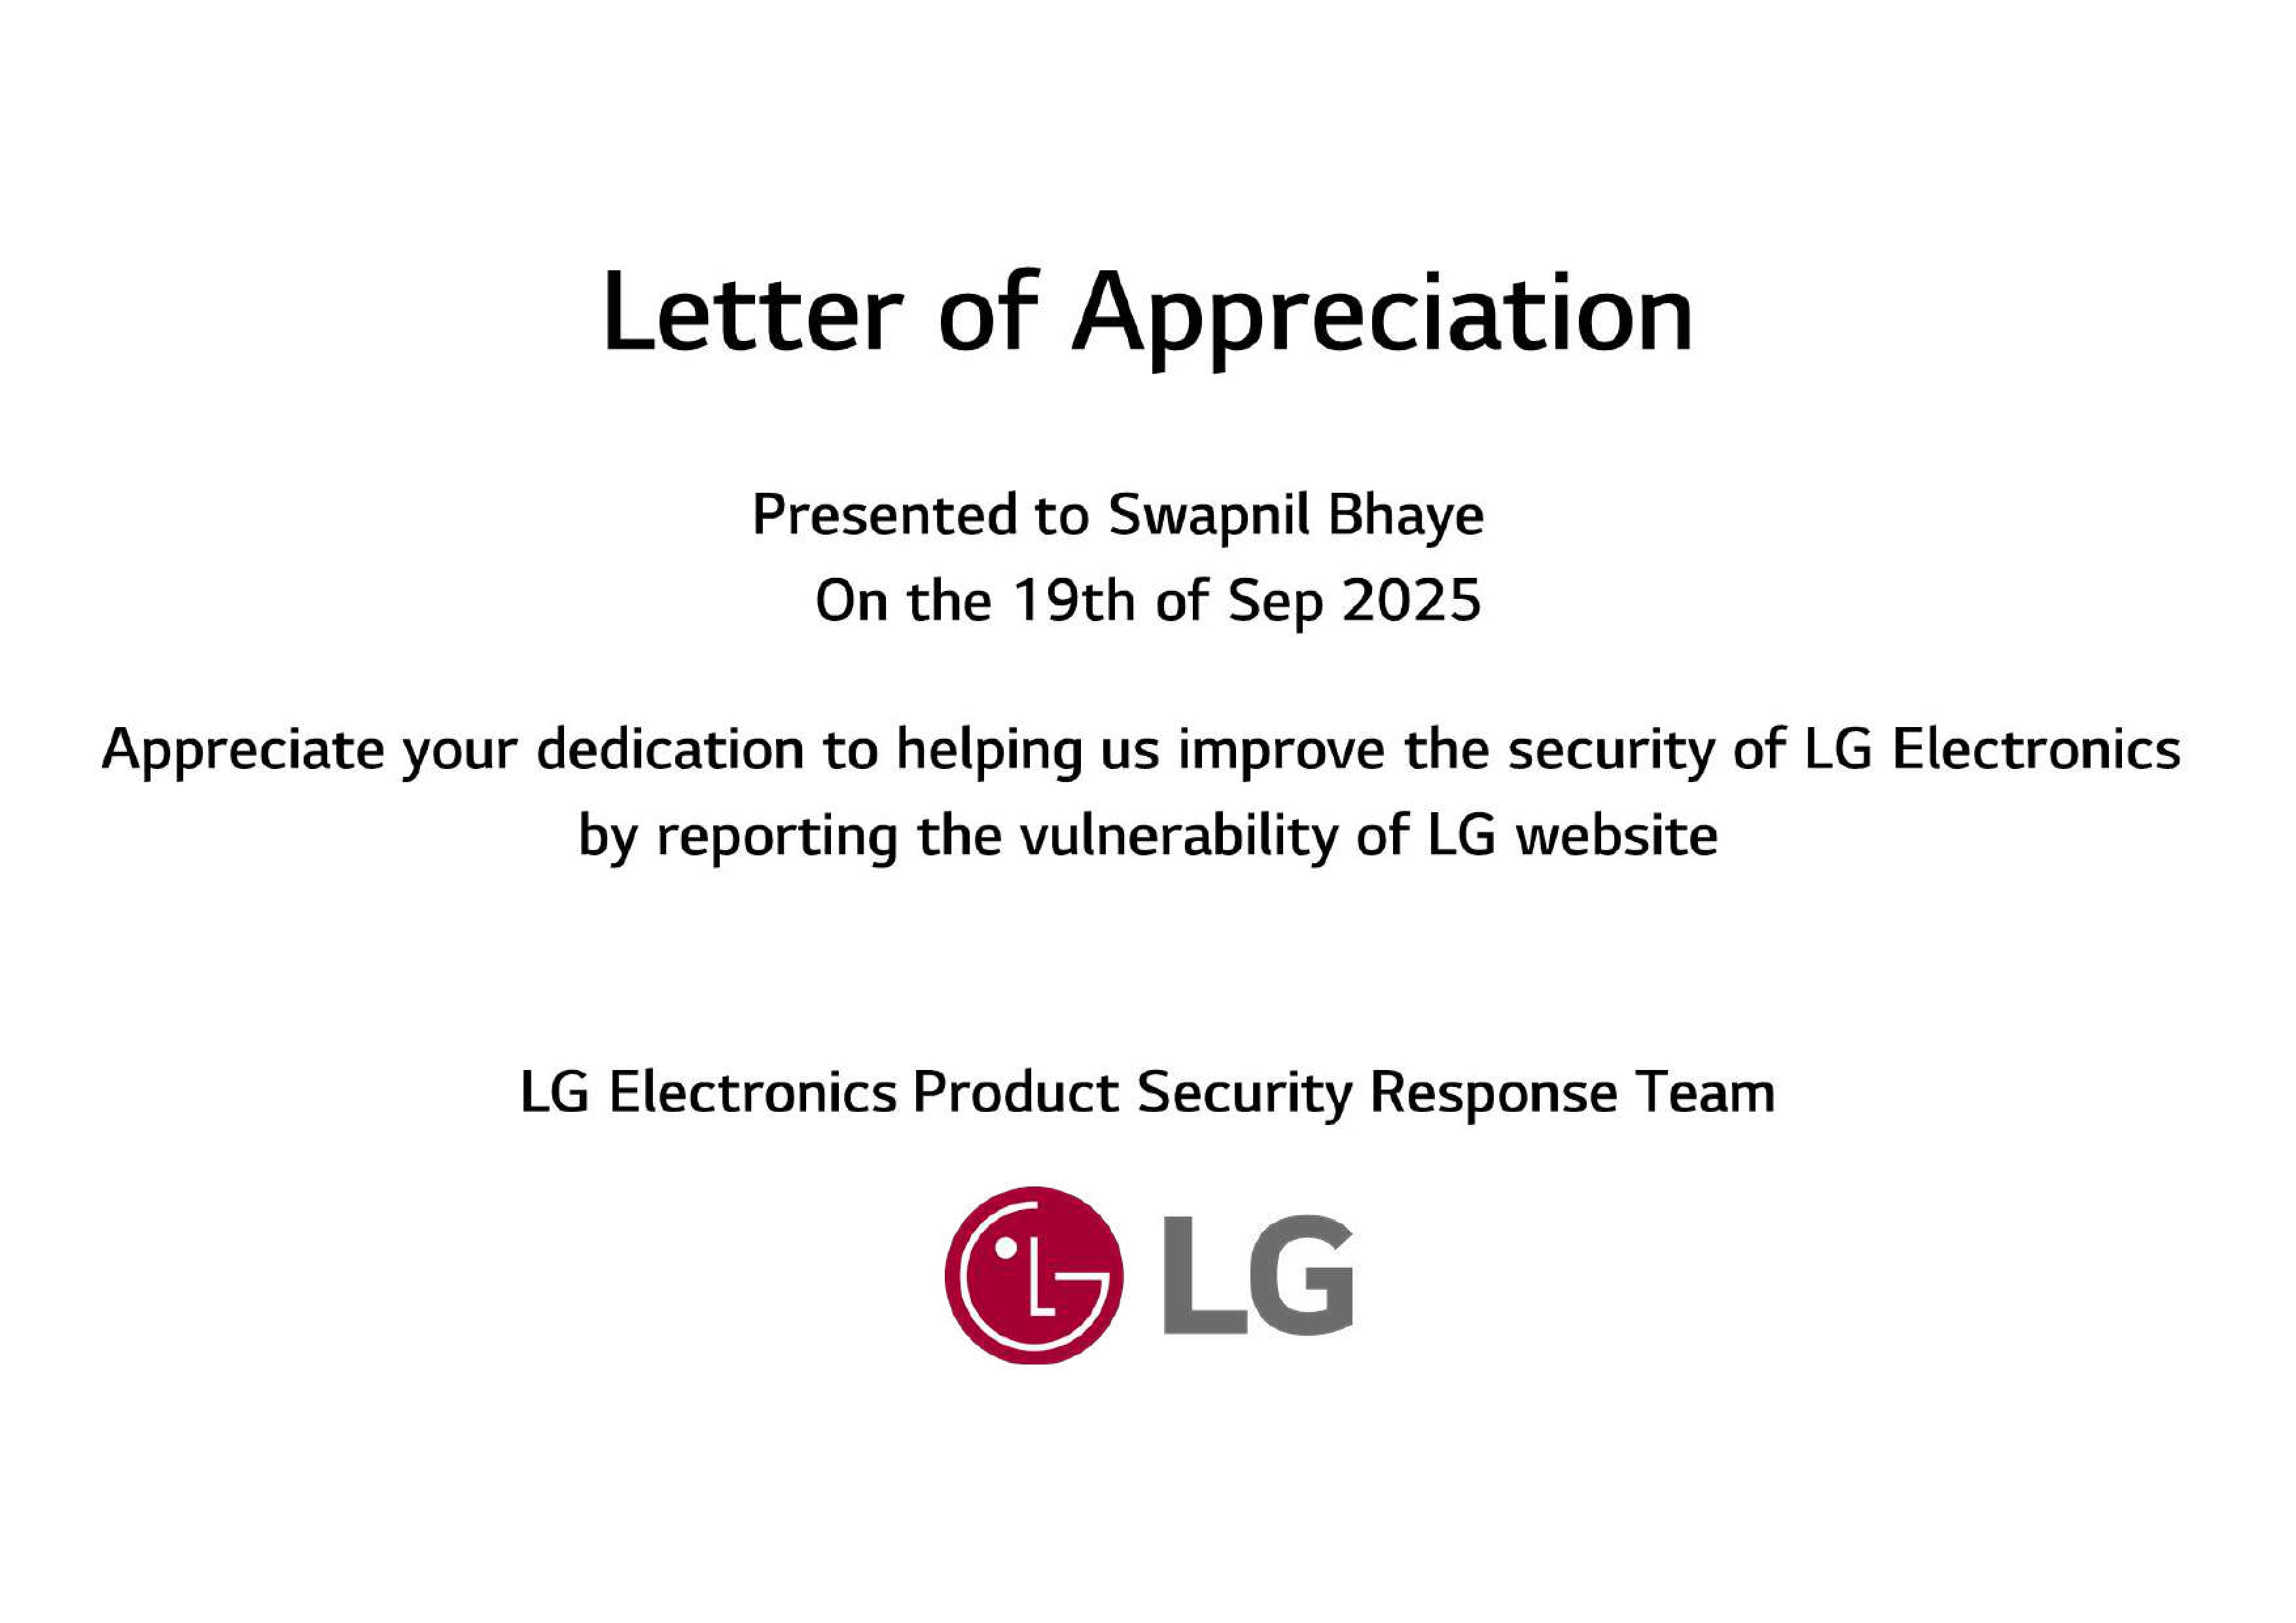 Letter of Appreciation
Presented to Swapnil Bhaye
On the 19th of Sep 2025
Appreciate your dedication to helping us improve the security of LG Electronics
by reporting the vulnerability of LG website
LG Electronics Product Security Response Team
LG